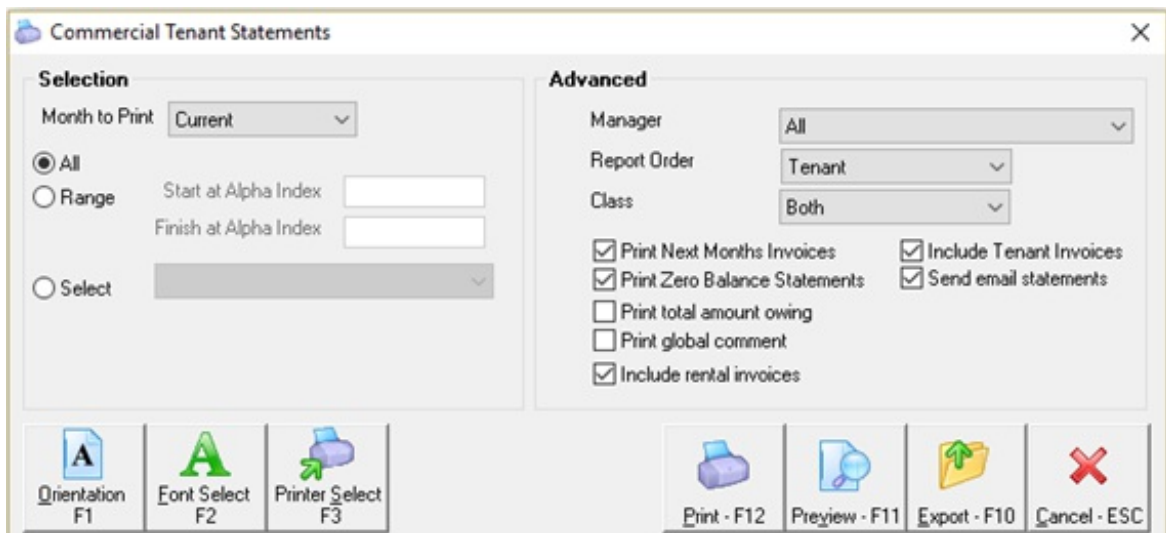 Commercial Tenant Statements
Selection
Month to Print Current
All
Range
Start at Alpha Index
Finish at Alpha Index
Select
Advanced
Manager All
Report Order Tenant
Class Both
Print Next Months Invoices
Include Tenant Invoices
Print Zero Balance Statements
Send email statements
Print total amount owing
Print global comment
Include rental invoices
A
Orientation
F1
A
Font Select
F2
Printer Select
F3
Print - F12
Preview - F11
Export - F10
Cancel - ESC